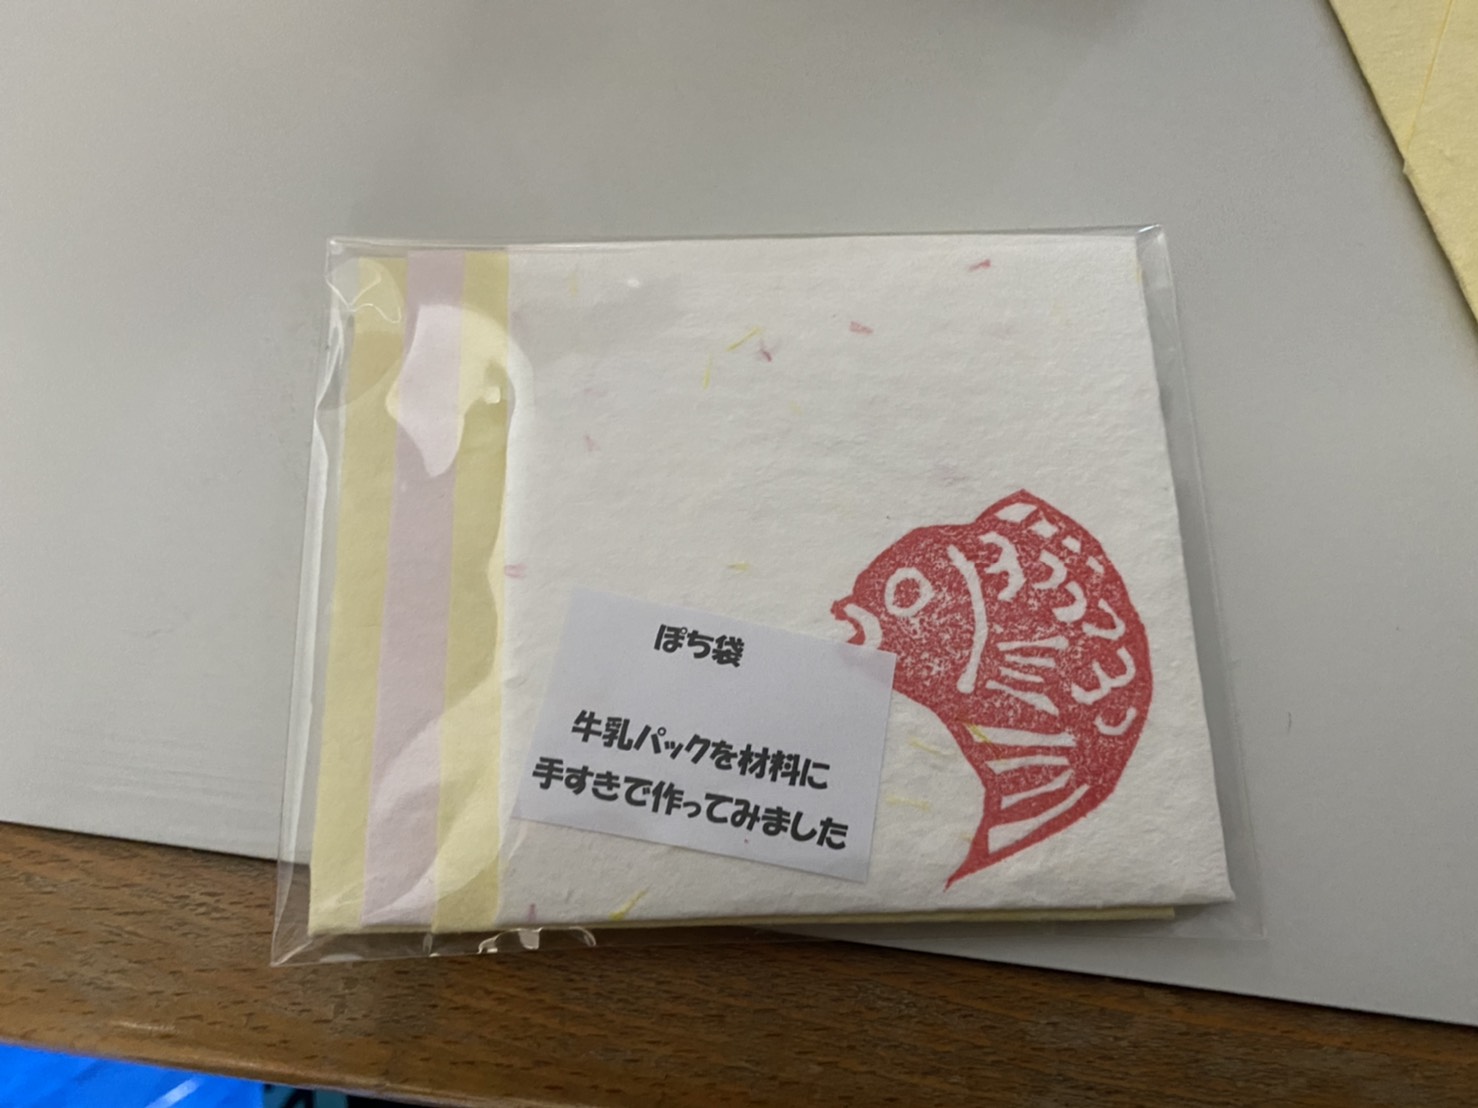 ぽち袋
牛乳パックを材料に
手すきで作ってみました